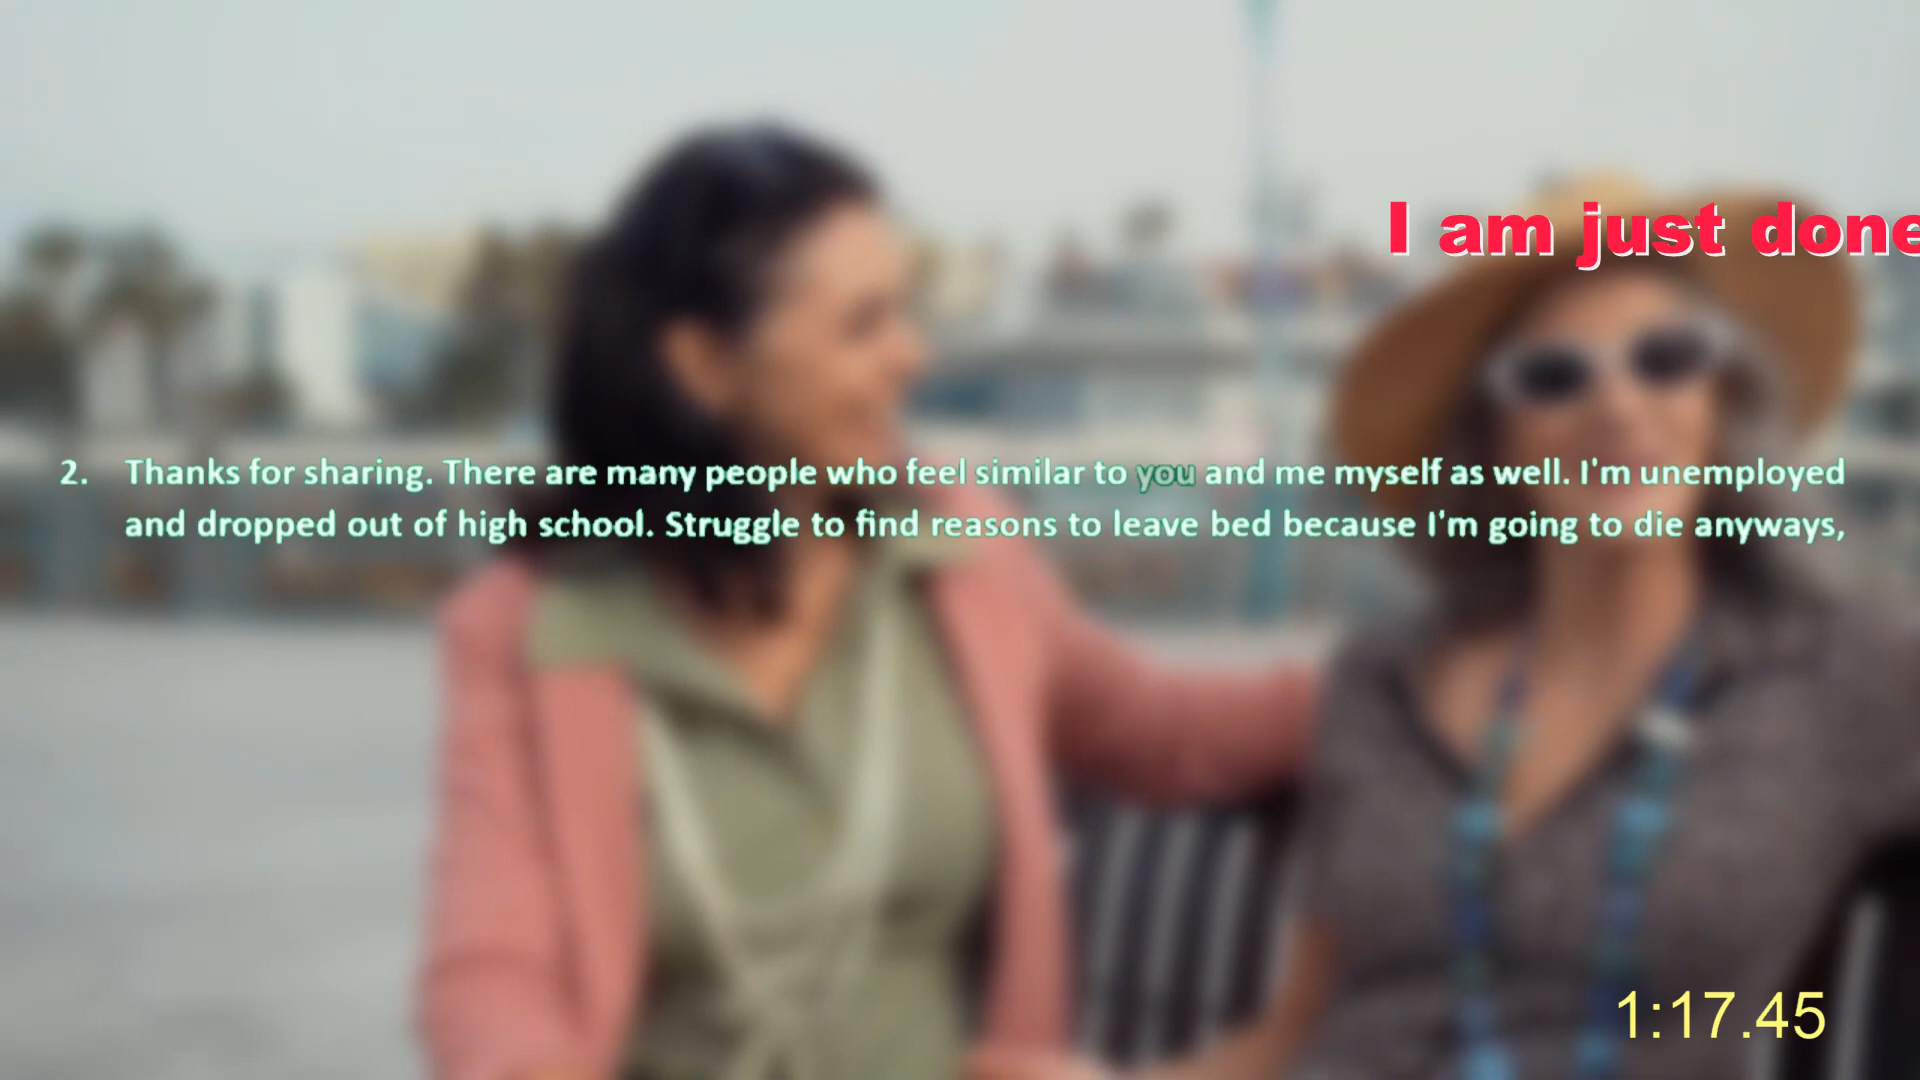 I am just done
2. Thanks for sharing. There are many people who feel similar to you and me myself as well. I'm unemployed
and dropped out of high school. Struggle to find reasons to leave bed because I'm going to die anyways,
1:17.45